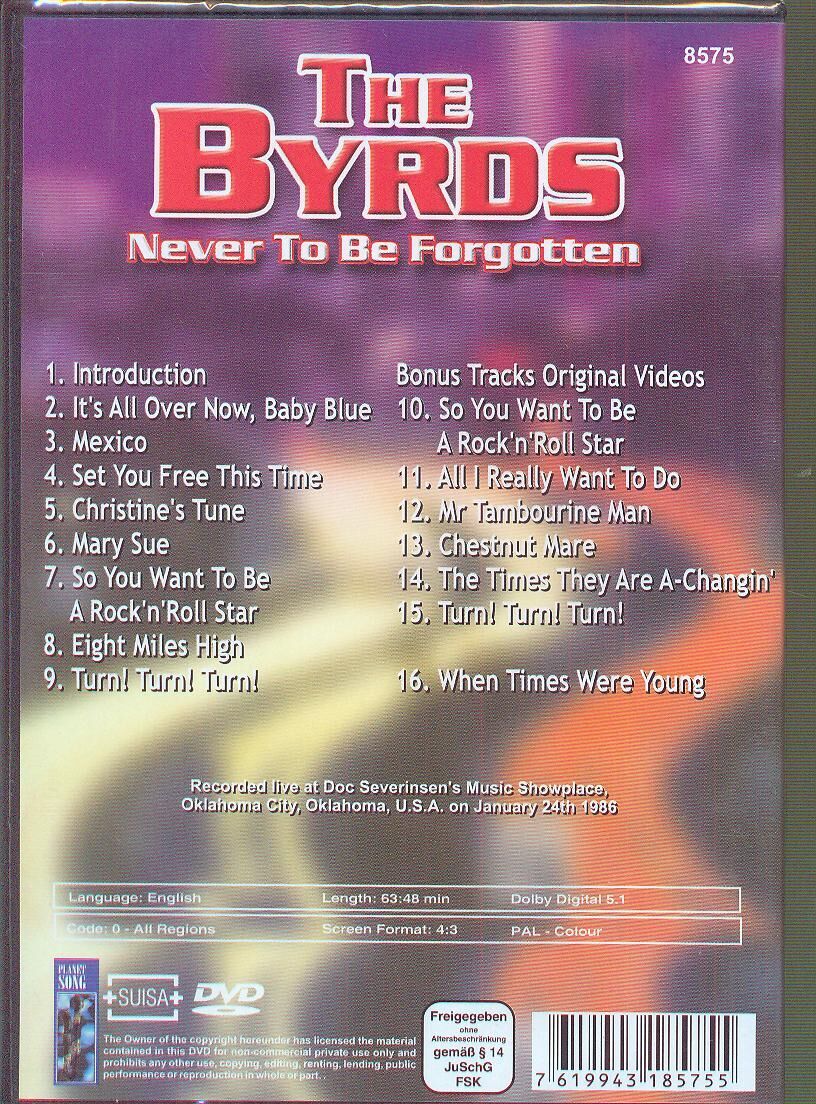 8575
THE
BYRDS
Never To Be Forgotten
1. Introduction
2. It's All Over Now, Baby Blue
3. Mexico
4. Set You Free This Time
5. Christine's Tune
6. Mary Sue
7. So You Want To Be
A Rock'n'Roll Star
8. Eight Miles High
9. Turn! Turn! Turn!
Bonus Tracks Original Videos
10. So You Want To Be
A Rock'n'Roll Star
11. All I Really Want To Do
12. Mr Tambourine Man
13. Chestnut Mare
14. The Times They Are A-Changin'
15. Turn! Turn! Turn!
16. When Times Were Young
Recorded live at Doc Severinsen's Music Showplace,
Oklahoma City, Oklahoma, U.S.A. on January 24th 1986
Language: English Length: 63:48 min Dolby Digital 5.1
Code: 0 - All Regions Screen Format: 4:3 PAL - Colour
PLANET
SONG
SUISA
DVD
The Owner of the copyright hereunder has licensed the material
contained in this DVD for non-commercial private use only and
prohibits any other use, copying, editing, renting, lending, public
performance or reproduction in whole or part. .
Freigegeben
ohne
Altersbeschränkung
gemäß § 14
JuSchG
FSK
7 619943 185755